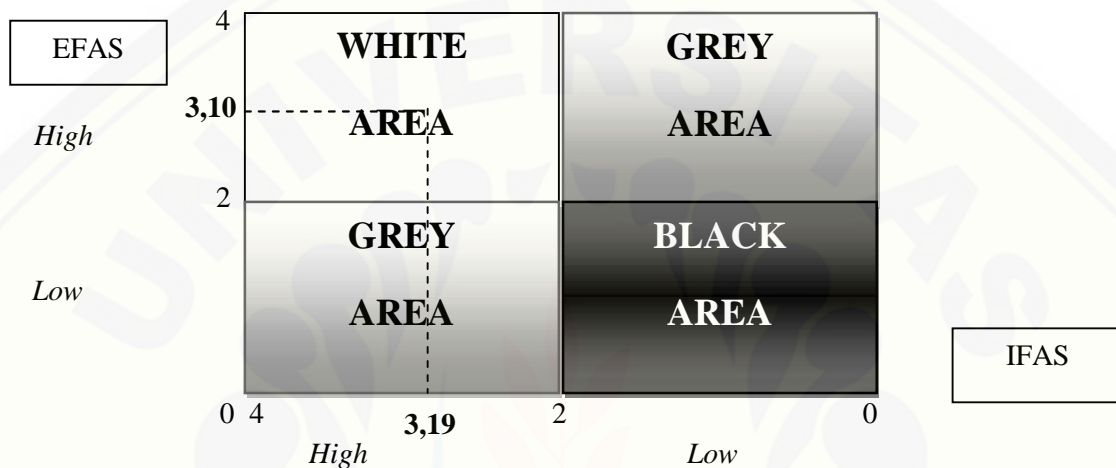 4
EFAS
WHITE
GREY
3,10
AREA
AREA
High
2
GREY
BLACK
Low
AREA
AREA
IFAS
0 4
2
0
3,19
High
Low
UNIVERSITAS